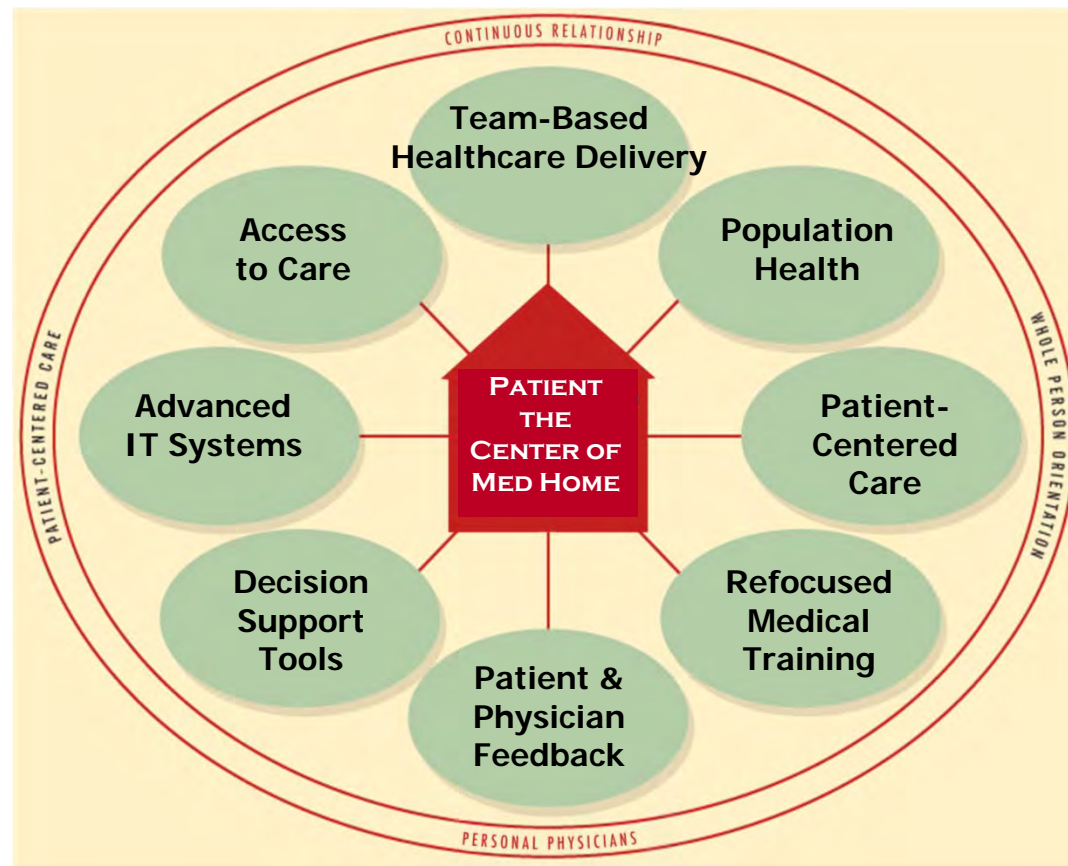 CONTINUOUS RELATIONSHIP
Team-Based
Healthcare Delivery
Access
to Care
Population
Health
PATIENT-CENTERED CARE
WHOLE PERSON ORIENTATION
Advanced
IT Systems
PATIENT
THE
CENTER OF
MED HOME
Patient-
Centered
Care
Decision
Support
Tools
Refocused
Medical
Training
Patient &
Physician
Feedback
PERSONAL PHYSICIANS